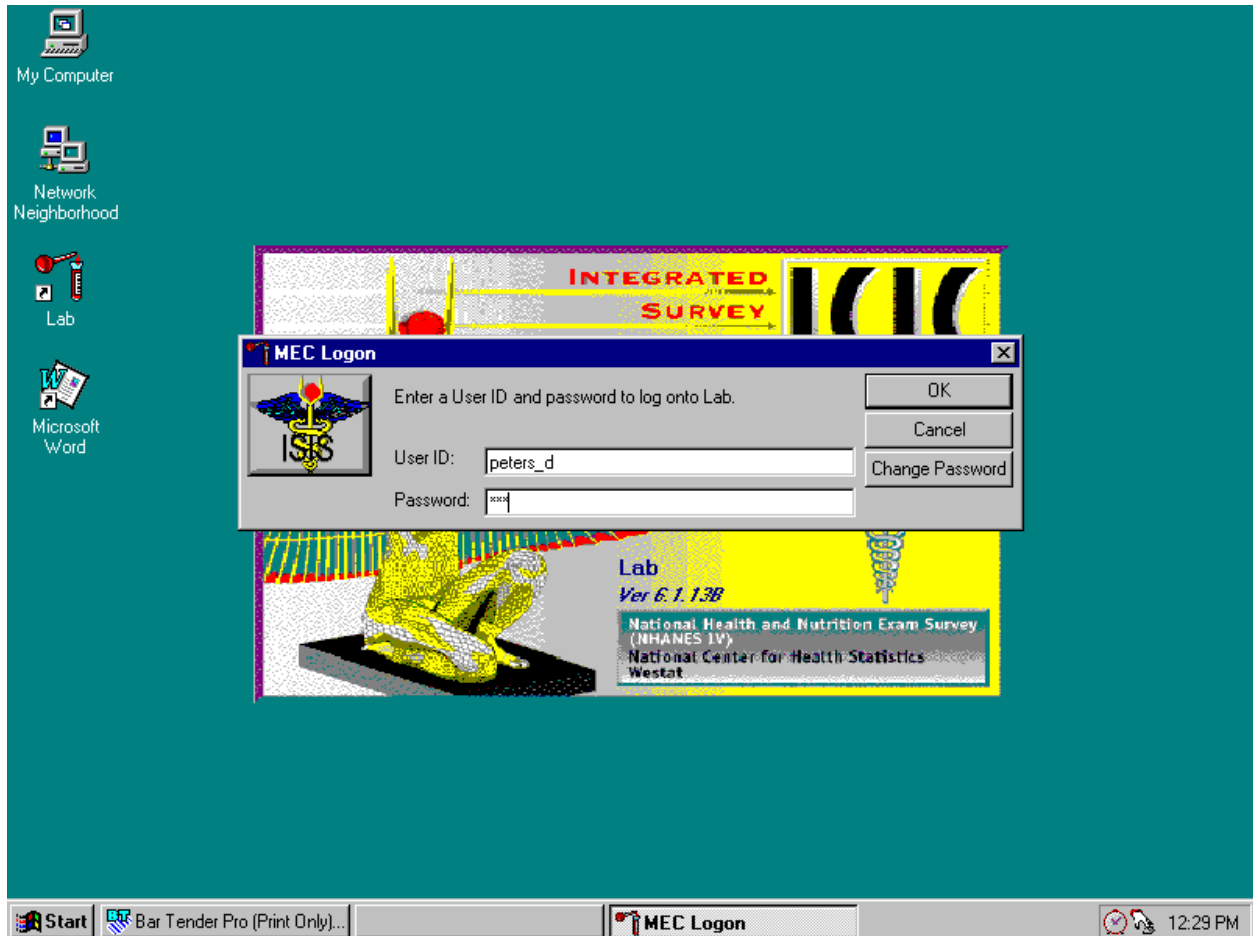 My Computer
Network
Neighborhood
Lab
Microsoft
Word
INTEGRATED
SURVEY
MEC Logon
Enter a User ID and password to log onto Lab.
User ID: peters_d
Password: ***
OK
Cancel
Change Password
ISIS
Lab
Ver 6.1.13B
National Health and Nutrition Exam Survey
(NHANES IV)
National Center for Health Statistics
Westat
Start
Bar Tender Pro (Print Only)...
MEC Logon
12:29 PM